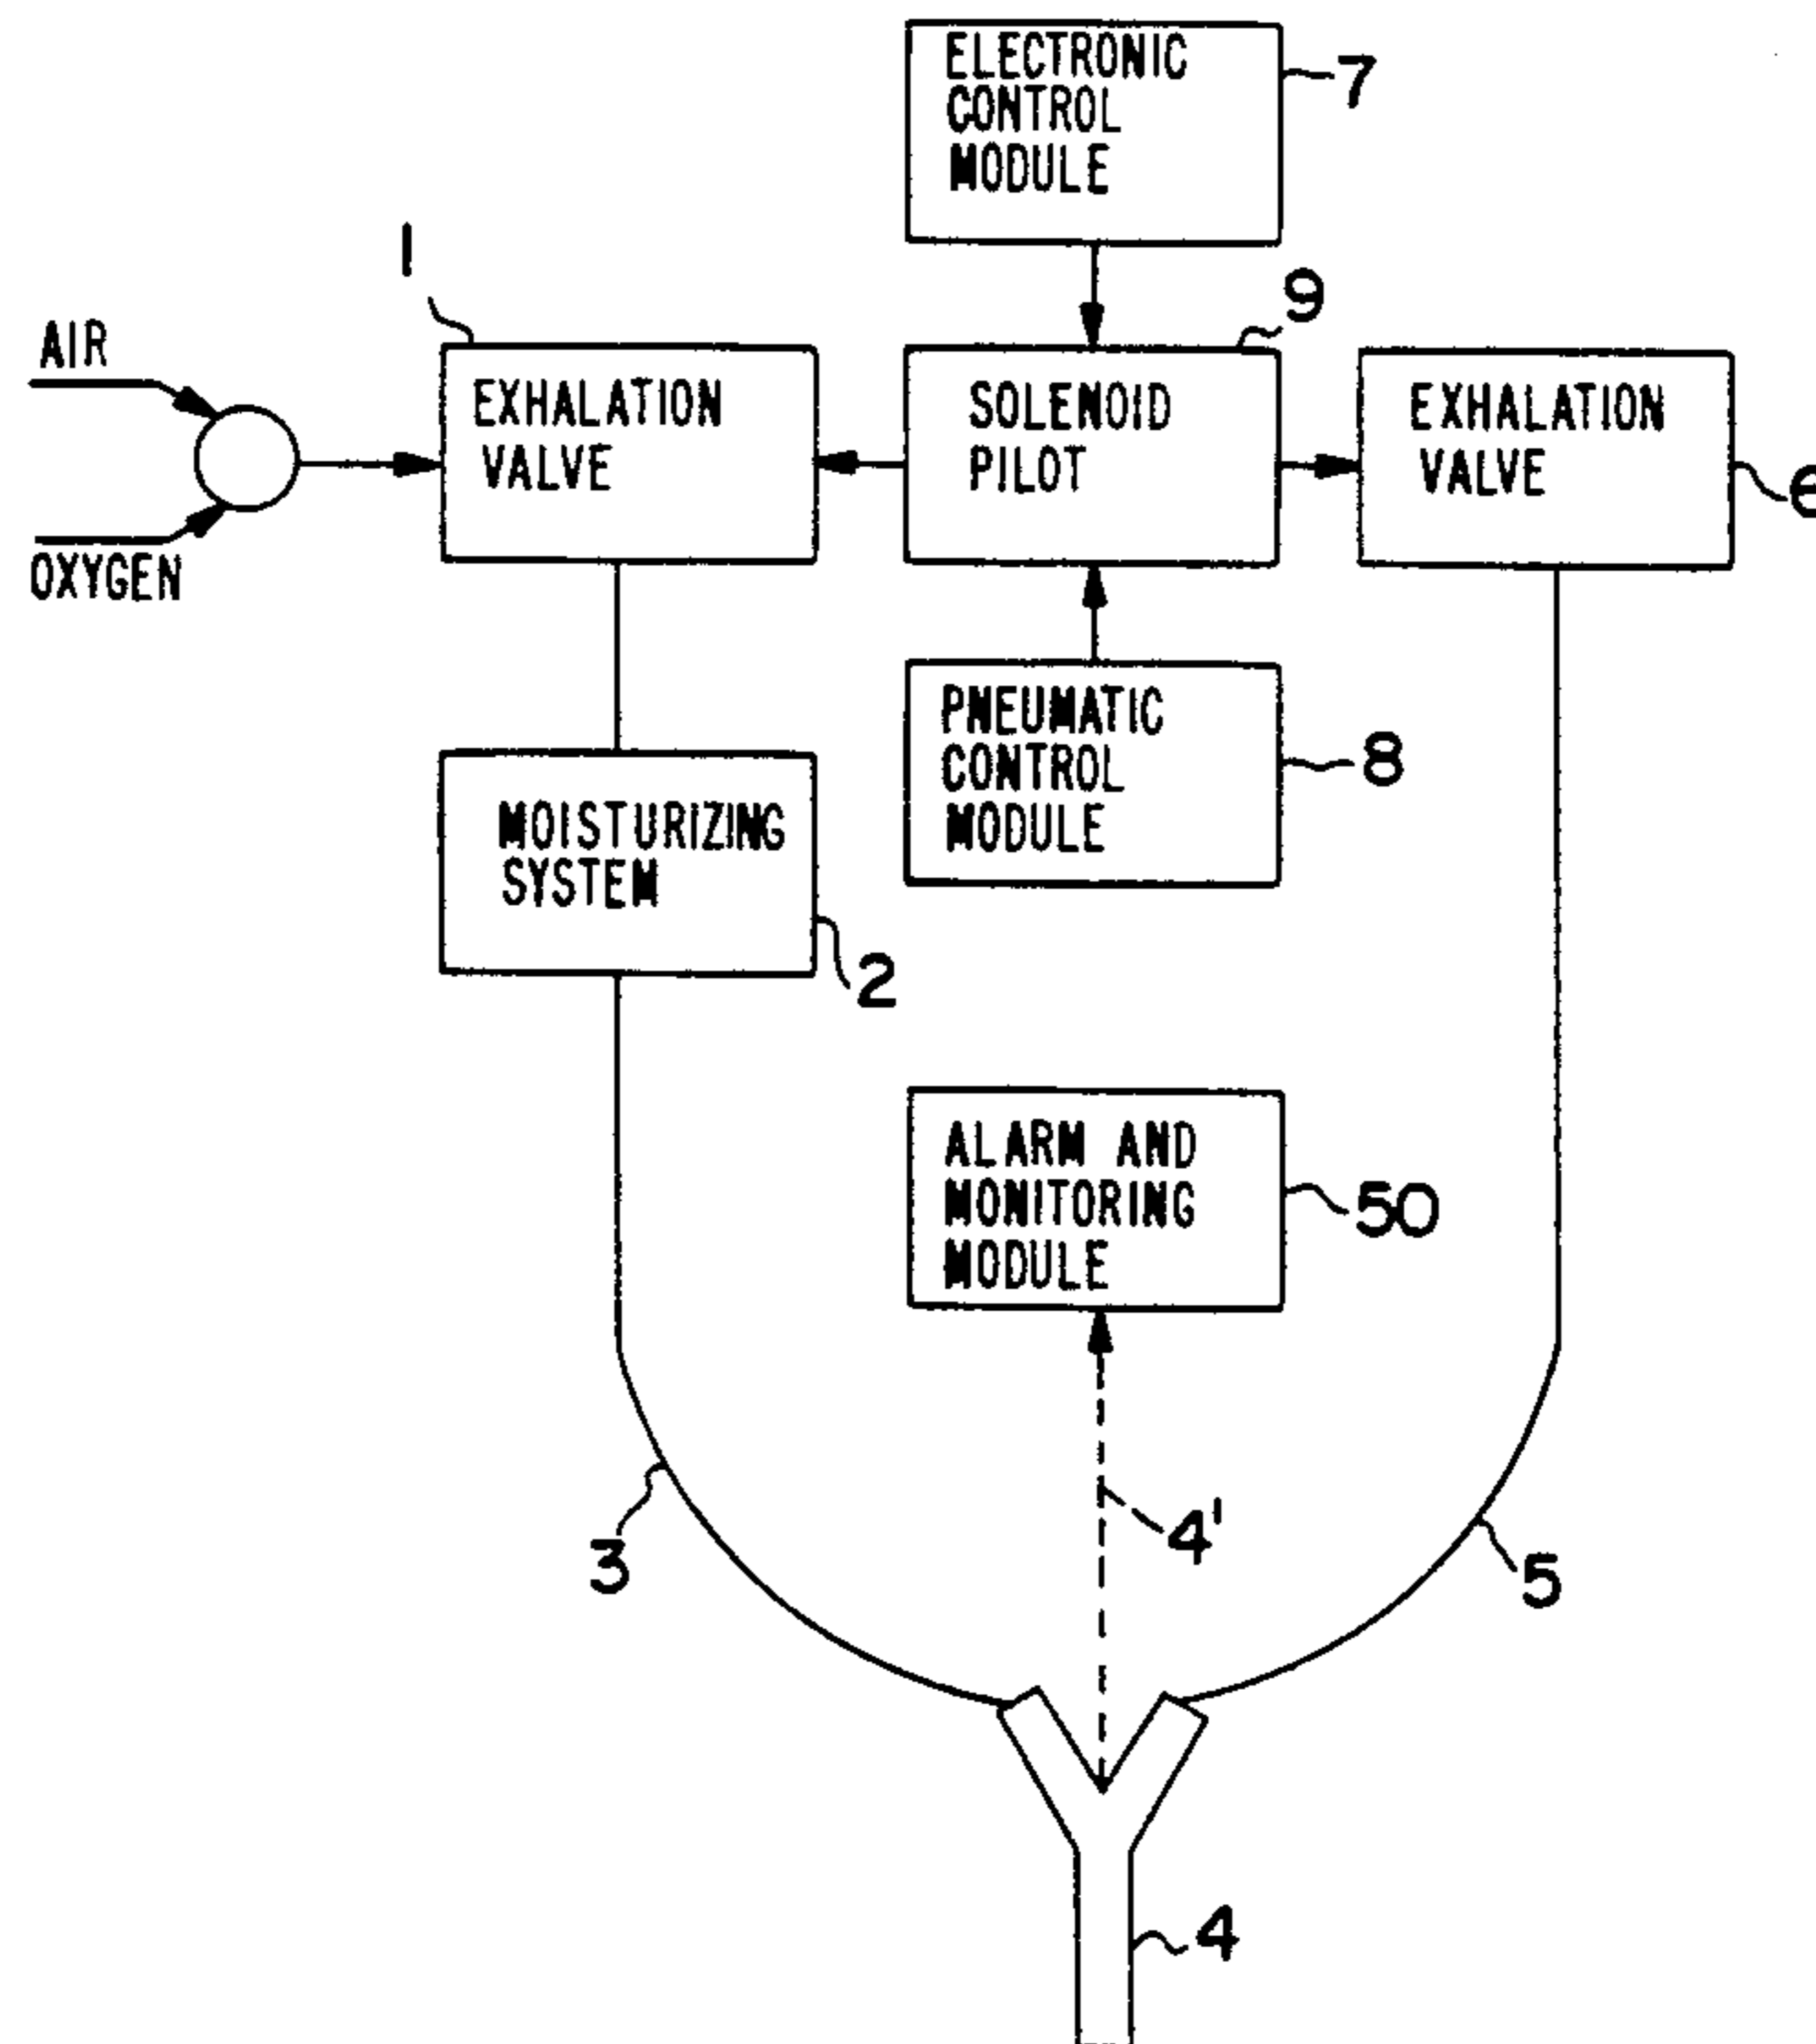 ELECTRONIC
CONTROL
MODULE
7
1
9
AIR
EXHALATION
VALVE
SOLENOID
PILOT
EXHALATION
VALVE
6
OXYGEN
PNEUMATIC
CONTROL
MODULE
8
MOISTURIZING
SYSTEM
2
ALARM AND
MONITORING
MODULE
50
3
4'
5
4